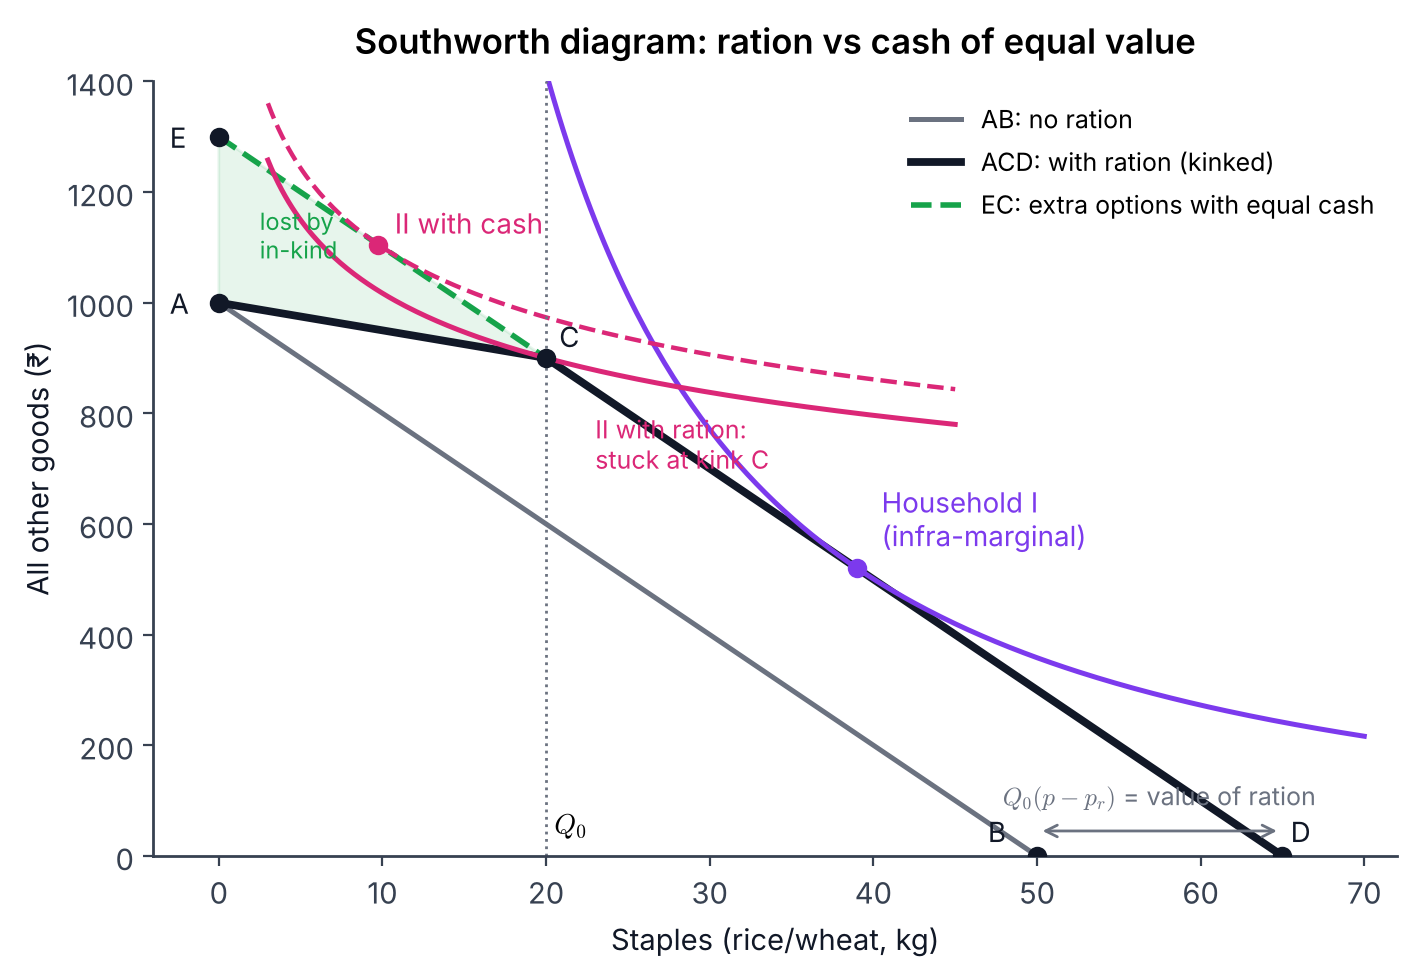 Southworth diagram: ration vs cash of equal value
AB: no ration
ACD: with ration (kinked)
EC: extra options with equal cash
All other goods (₹)
1400
1200
1000
800
600
400
200
0
E
A
lost by
in-kind
II with cash
C
II with ration:
stuck at kink C
Household I
(infra-marginal)
Q₀(p − pᵣ) = value of ration
Q₀
B
D
0 10 20 30 40 50 60 70
Staples (rice/wheat, kg)